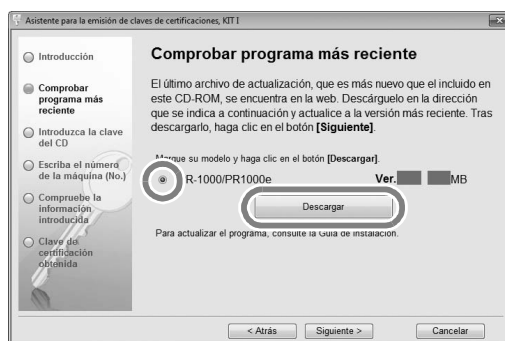 Asistente para la emisión de claves de certificaciones, KIT I
Introducción
Comprobar
programa más
reciente
Introduzca la clave
del CD
Escriba el número
de la máquina (No.)
Compruebe la
información
introducida
Clave de
certificación
obtenida
Comprobar programa más reciente
El último archivo de actualización, que es más nuevo que el incluido en
este CD-ROM, se encuentra en la web. Descárguelo en la dirección
que se indica a continuación y actualice a la versión más reciente. Tras
descargarlo, haga clic en el botón [Siguiente].
Marque su modelo y haga clic en el botón [Descargar].
R-1000/PR1000e
Ver. MB
Descargar
Para actualizar el programa, consulte la Guía de instalación.
< Atrás
Siguiente >
Cancelar